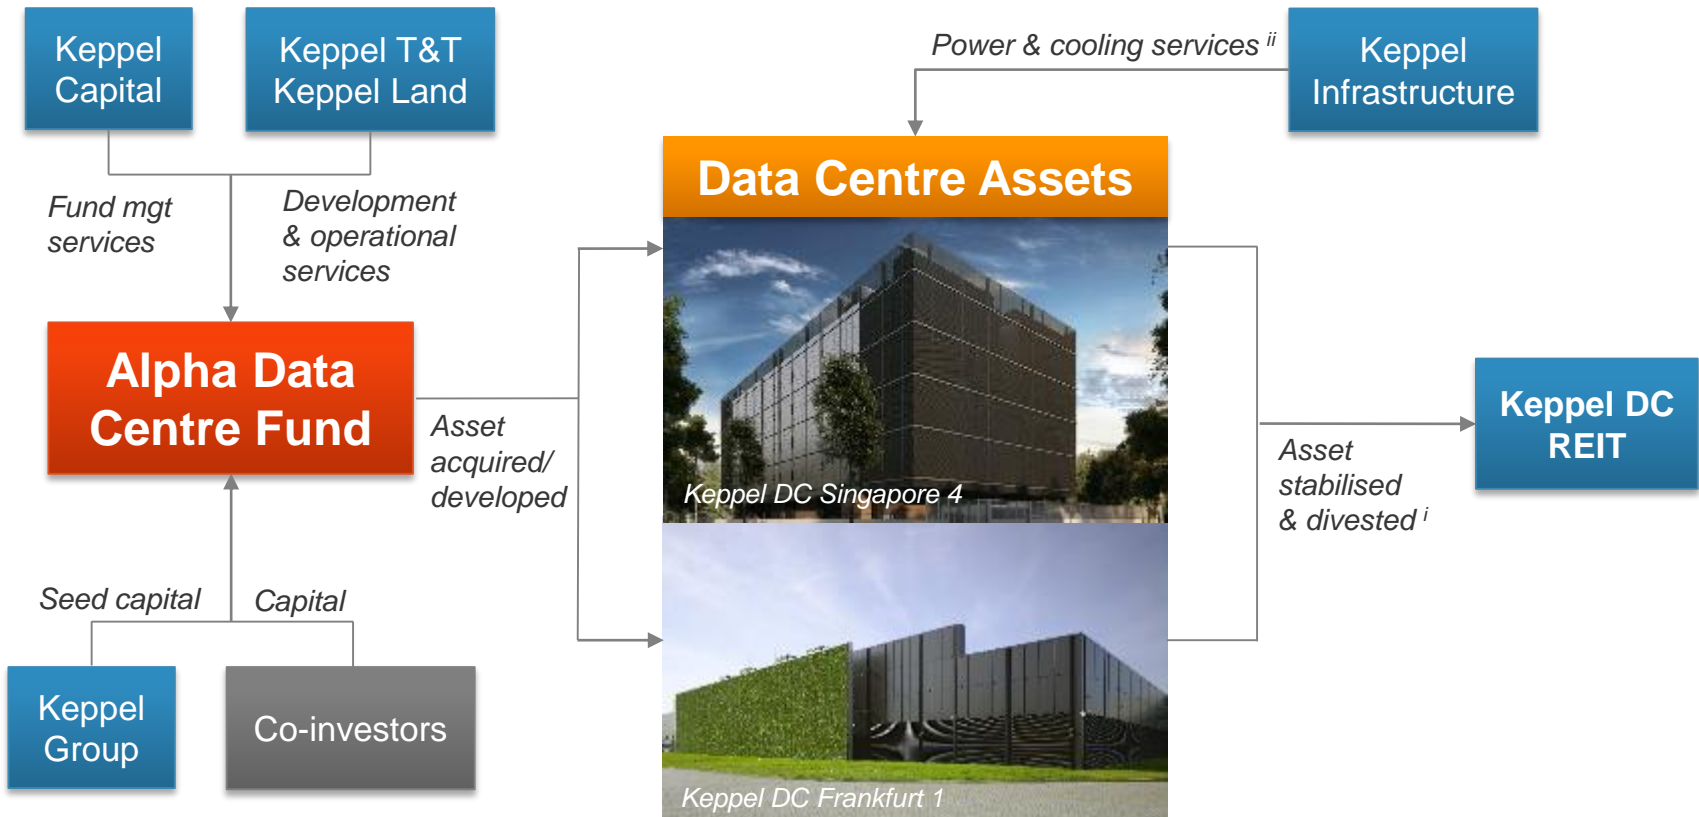 Keppel
Capital
Keppel T&T
Keppel Land
Power & cooling services ii
Keppel
Infrastructure
Fund mgt
services
Development
& operational
services
Data Centre Assets
Alpha Data
Centre Fund
Asset
acquired/
developed
Keppel DC Singapore 4
Asset
stabilised
& divested i
Keppel DC
REIT
Seed capital
Capital
Keppel
Group
Co-investors
Keppel DC Frankfurt 1